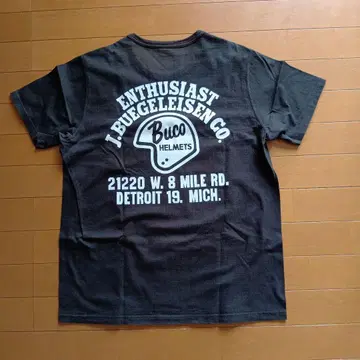 ENTHUSIAST
J. BUEGELEISEN CO.
Buco
HELMETS
21220 W. 8 MILE RD.
DETROIT 19. MICH.